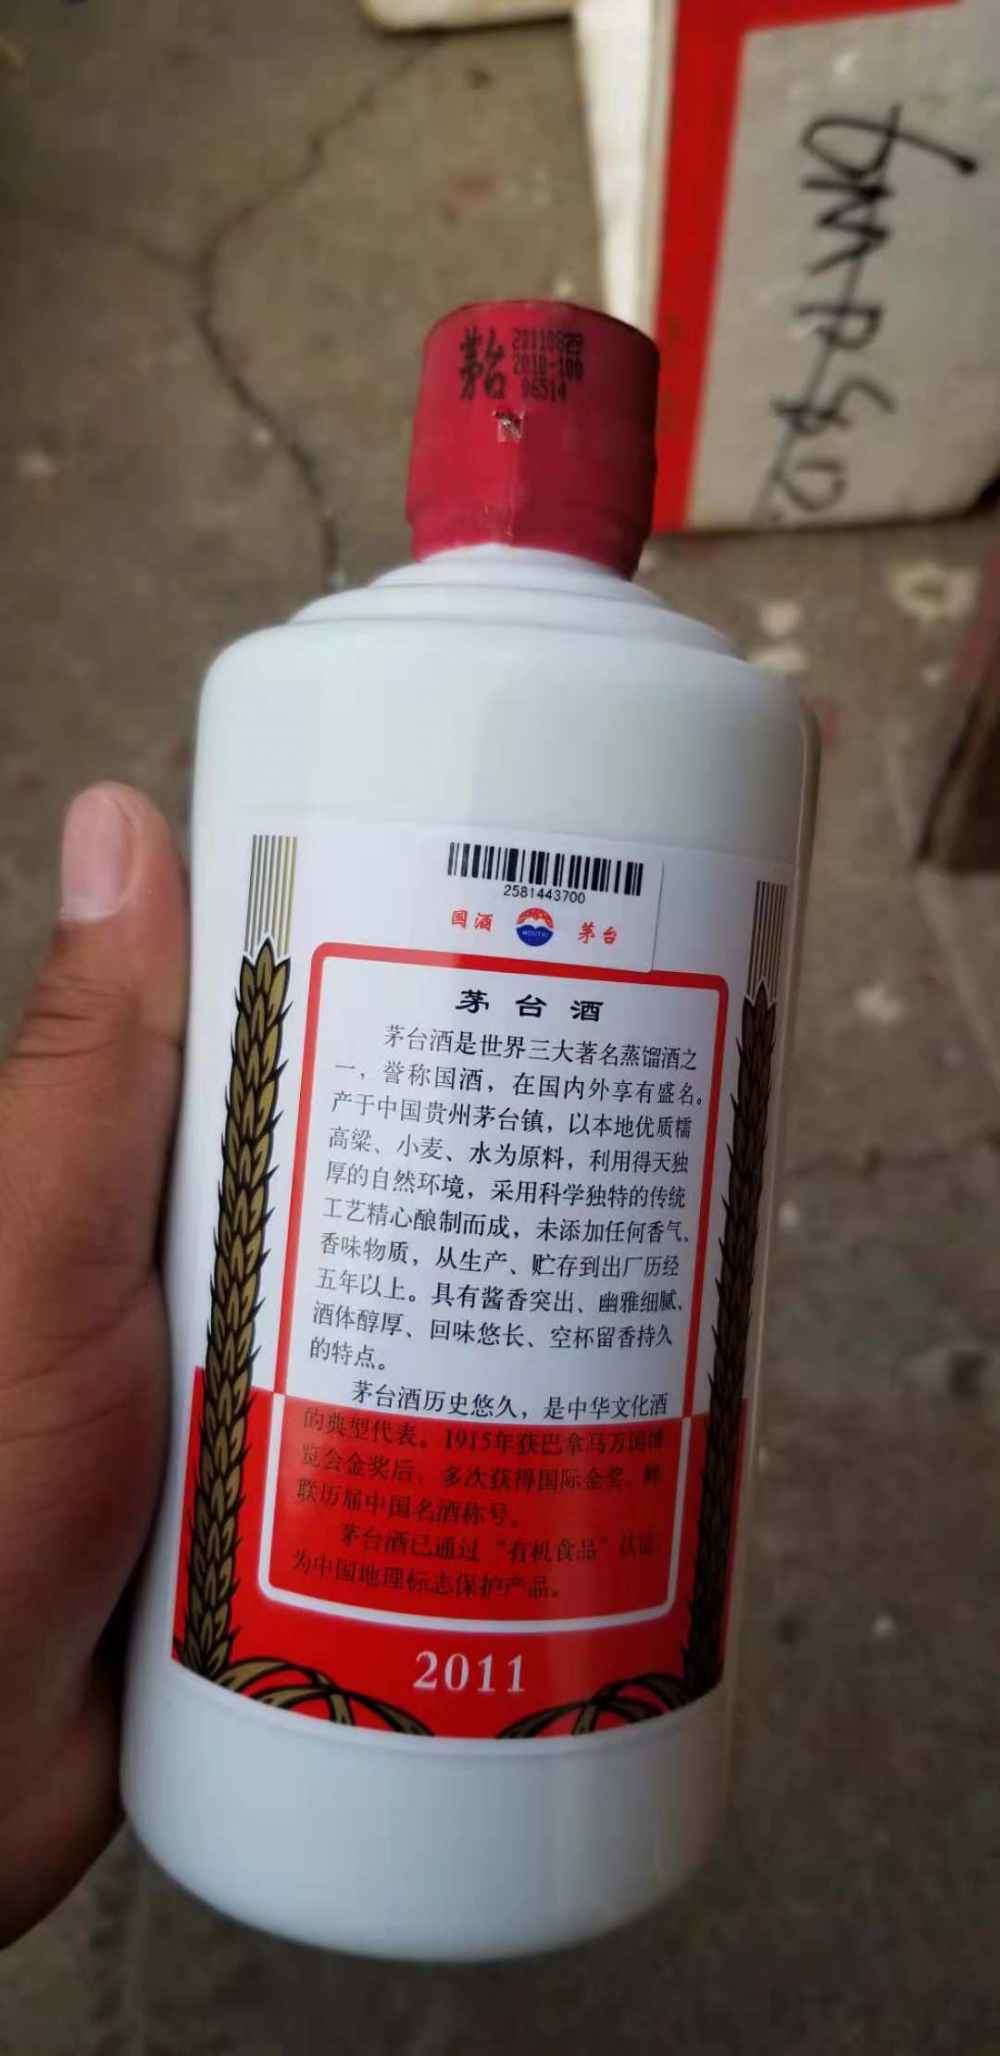 茅台
20110829
2010-100
06514
2581443700
国酒 MOUTAI 茅台
茅台酒
茅台酒是世界三大著名蒸馏酒之
一，誉称国酒，在国内外享有盛名。
产于中国贵州茅台镇，以本地优质糯
高粱、小麦、水为原料，利用得天独
厚的自然环境，采用科学独特的传统
工艺精心酿制而成，未添加任何香气、
香味物质，从生产、贮存到出厂历经
五年以上。具有酱香突出、幽雅细腻、
酒体醇厚、回味悠长、空杯留香持久
的特点。
茅台酒历史悠久，是中华文化酒
的典型代表。1915年获巴拿马万国博
览会金奖后，多次获得国际金奖，蝉
联历届中国名酒称号。
茅台酒已通过“有机食品”认证，
为中国地理标志保护产品。
2011